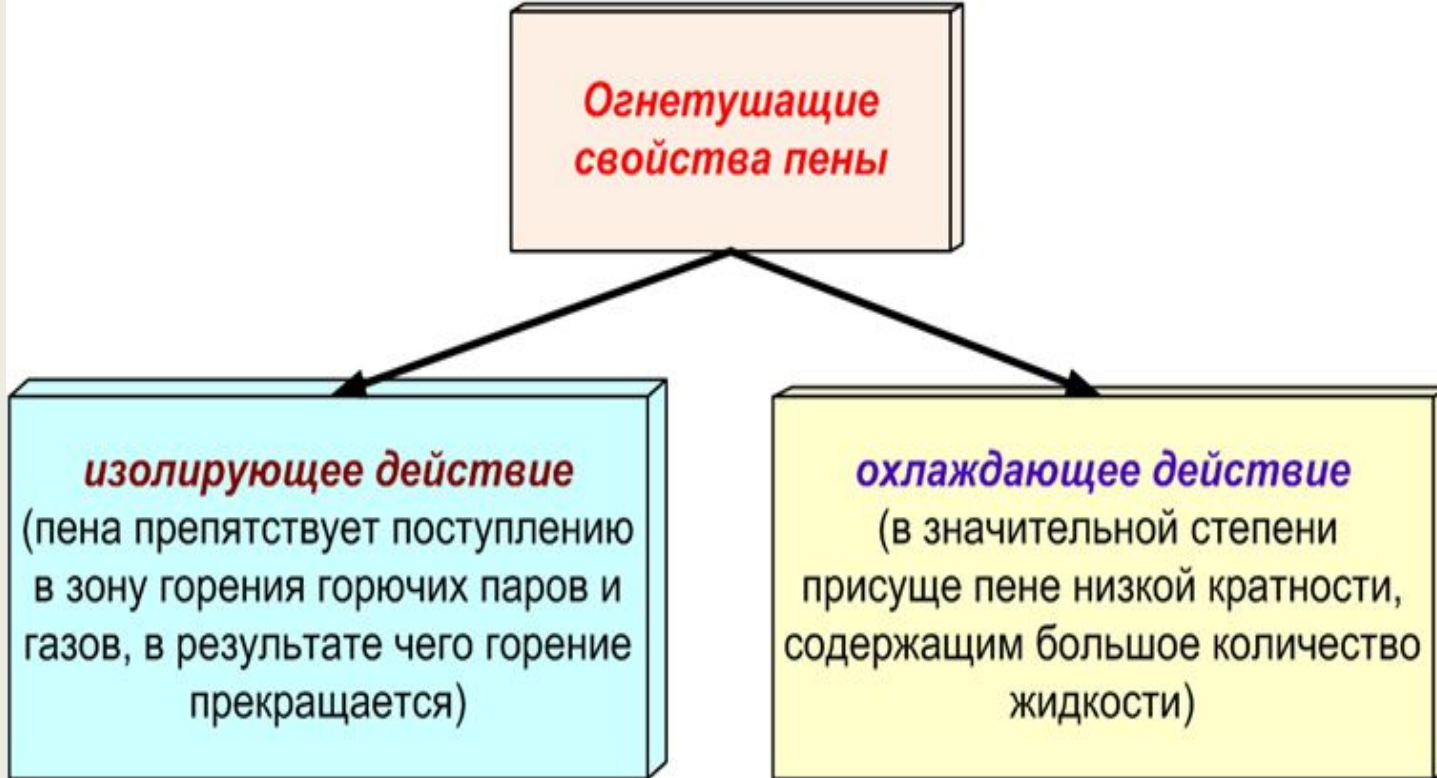 Огнетушащие
свойства пены
изолирующее действие
(пена препятствует поступлению
в зону горения горючих паров и
газов, в результате чего горение
прекращается)
охлаждающее действие
(в значительной степени
присуще пене низкой кратности,
содержащим большое количество
жидкости)